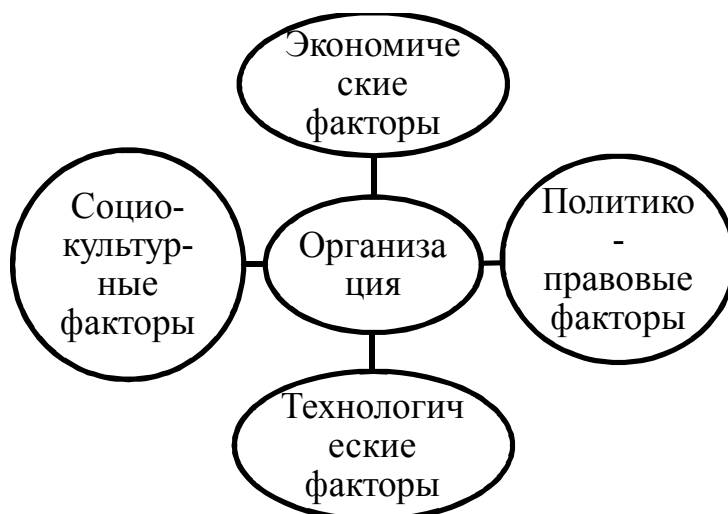 Экономиче
ские
факторы
Социо-
культур-
ные
факторы
Организа
ция
Политико
-
правовые
факторы
Технологич
еские
факторы